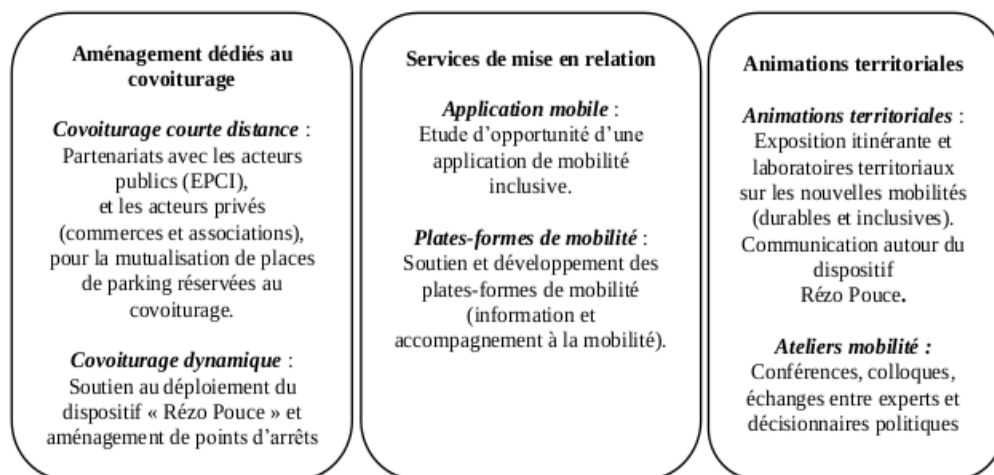 Aménagement dédiés au
covoiturage
Covoiturage courte distance :
Partenariats avec les acteurs
publics (EPCI),
et les acteurs privés
(commerces et associations),
pour la mutualisation de places
de parking réservées au
covoiturage.
Covoiturage dynamique :
Soutien au déploiement du
dispositif « Rézo Pouce » et
aménagement de points d’arrêts
Services de mise en relation
Application mobile :
Etude d’opportunité d’une
application de mobilité
inclusive.
Plates-formes de mobilité :
Soutien et développement des
plates-formes de mobilité
(information et
accompagnement à la mobilité).
Animations territoriales
Animations territoriales :
Exposition itinérante et
laboratoires territoriaux
sur les nouvelles mobilités
(durables et inclusives).
Communication autour du
dispositif
Rézo Pouce.
Ateliers mobilité :
Conférences, colloques,
échanges entre experts et
décisionnaires politiques